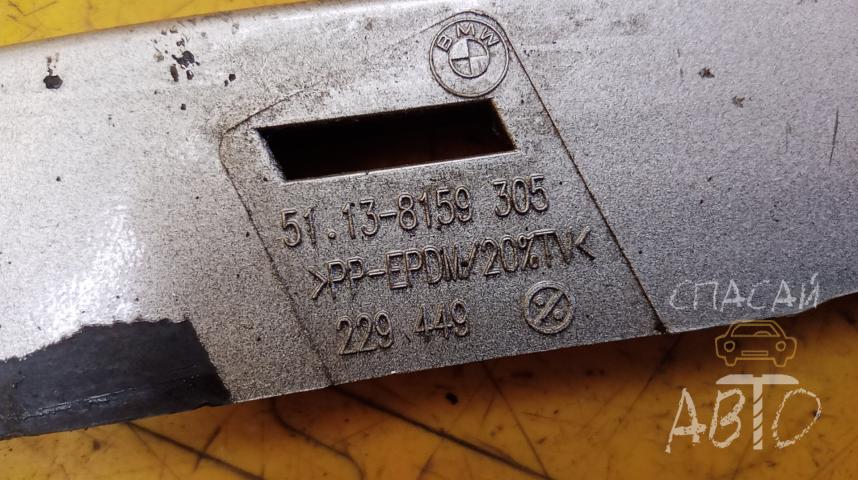 BMW
51.13-8159 305
>PP-EPDM/20%TV<
229 449
СПАСАЙ
АВТО